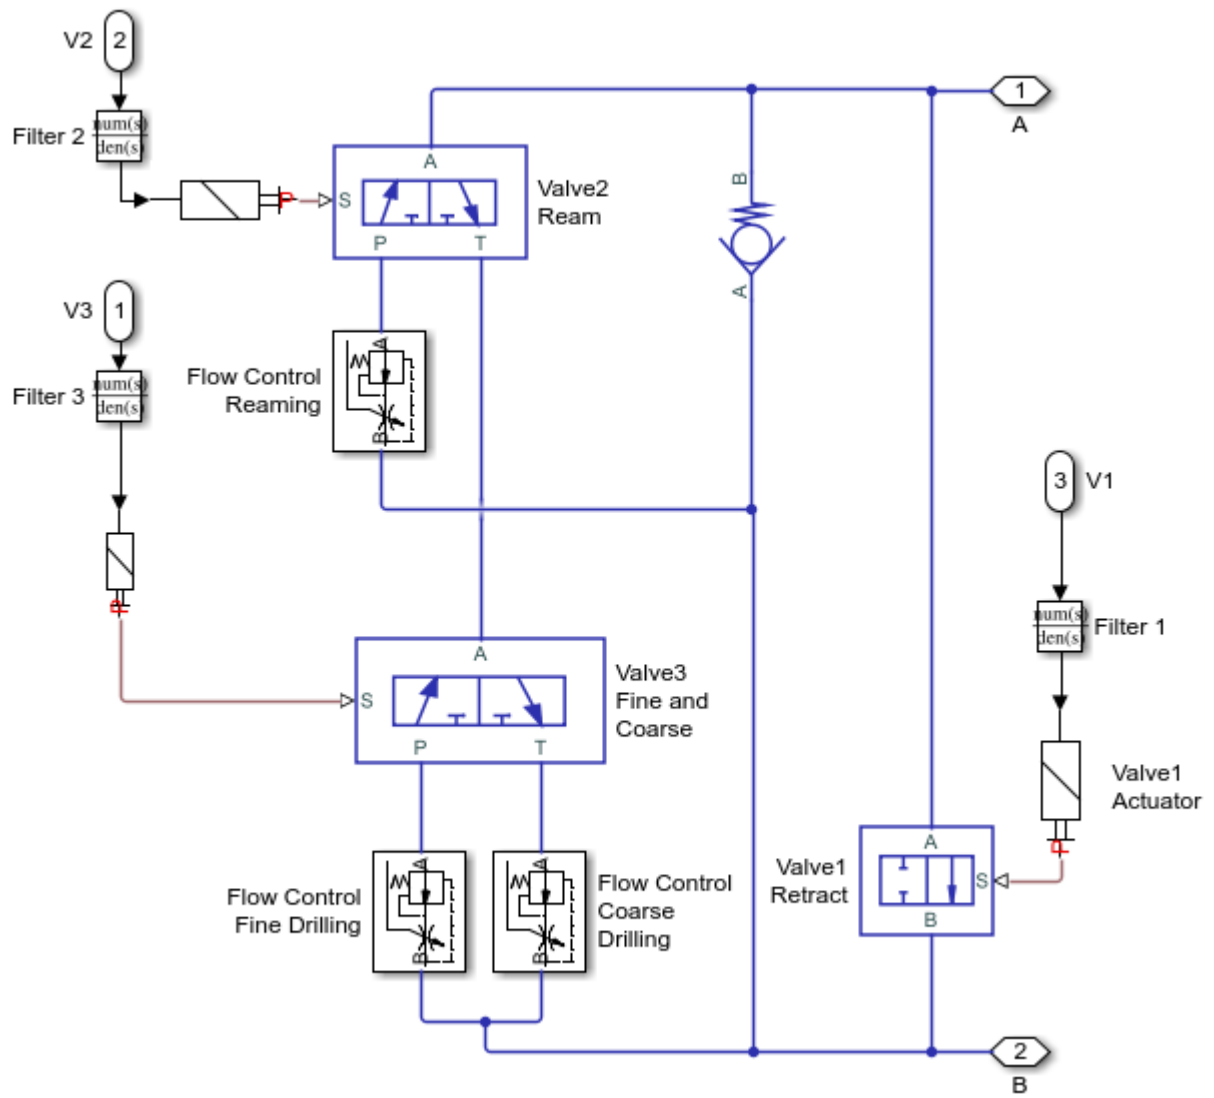 V2 2
Filter 2
num(s)
den(s)
P
S
A
P T
Valve2
Ream
1
A
B
A
V3 1
Filter 3
num(s)
den(s)
P
Flow Control
Reaming
A
B
3 V1
num(s)
den(s)
Filter 1
S
A
P T
Valve3
Fine and
Coarse
P
Valve1
Actuator
Flow Control
Fine Drilling
A
B
A
B
Flow Control
Coarse
Drilling
Valve1
Retract
A
S
B
2
B